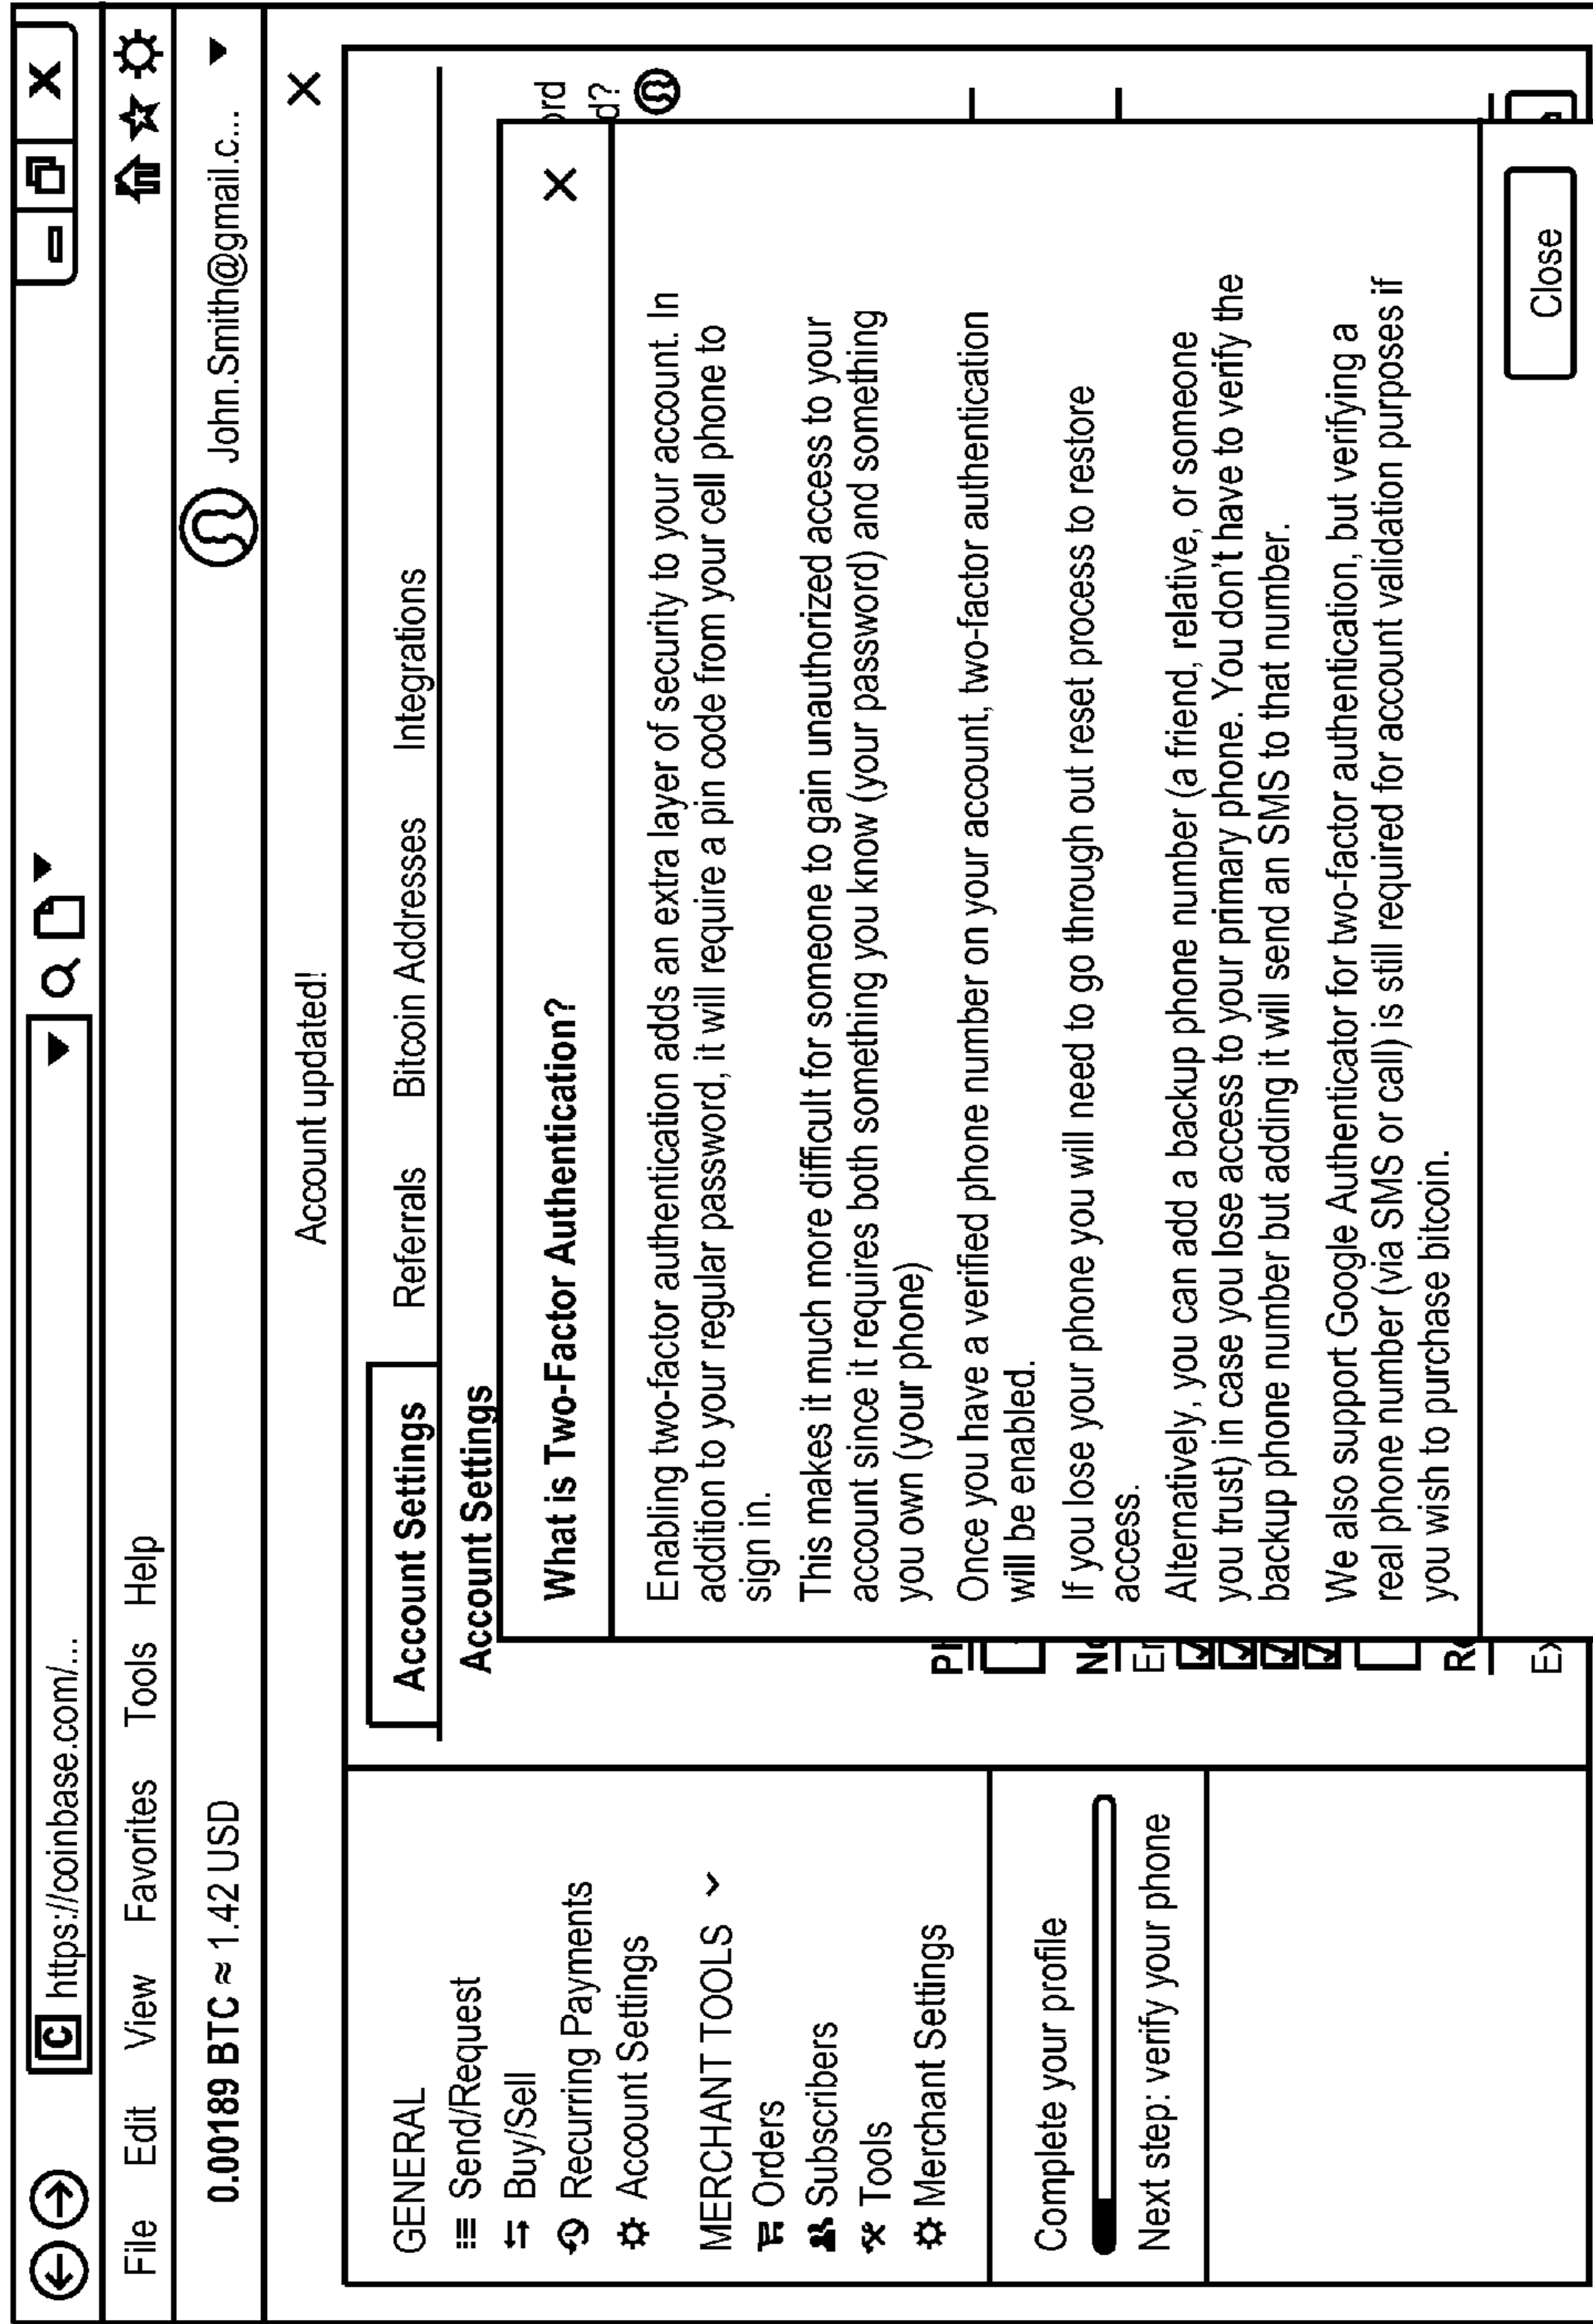 C https://coinbase.com/...
X
File Edit View Favorites Tools Help
0.00189 BTC ≈ 1.42 USD
John.Smith@gmail.c...
Account updated!
GENERAL
Send/Request
Buy/Sell
Recurring Payments
Account Settings
MERCHANT TOOLS
Orders
Subscribers
Tools
Merchant Settings
Complete your profile
Next step: verify your phone
Account Settings Referrals Bitcoin Addresses Integrations
Account Settings
What is Two-Factor Authentication?
Enabling two-factor authentication adds an extra layer of security to your account. In
addition to your regular password, it will require a pin code from your cell phone to
sign in.
This makes it much more difficult for someone to gain unauthorized access to your
account since it requires both something you know (your password) and something
you own (your phone)
Once you have a verified phone number on your account, two-factor authentication
will be enabled.
If you lose your phone you will need to go through out reset process to restore
access.
Alternatively, you can add a backup phone number (a friend, relative, or someone
you trust) in case you lose access to your primary phone. You don't have to verify the
backup phone number but adding it will send an SMS to that number.
We also support Google Authenticator for two-factor authentication, but verifying a
real phone number (via SMS or call) is still required for account validation purposes if
you wish to purchase bitcoin.
Close